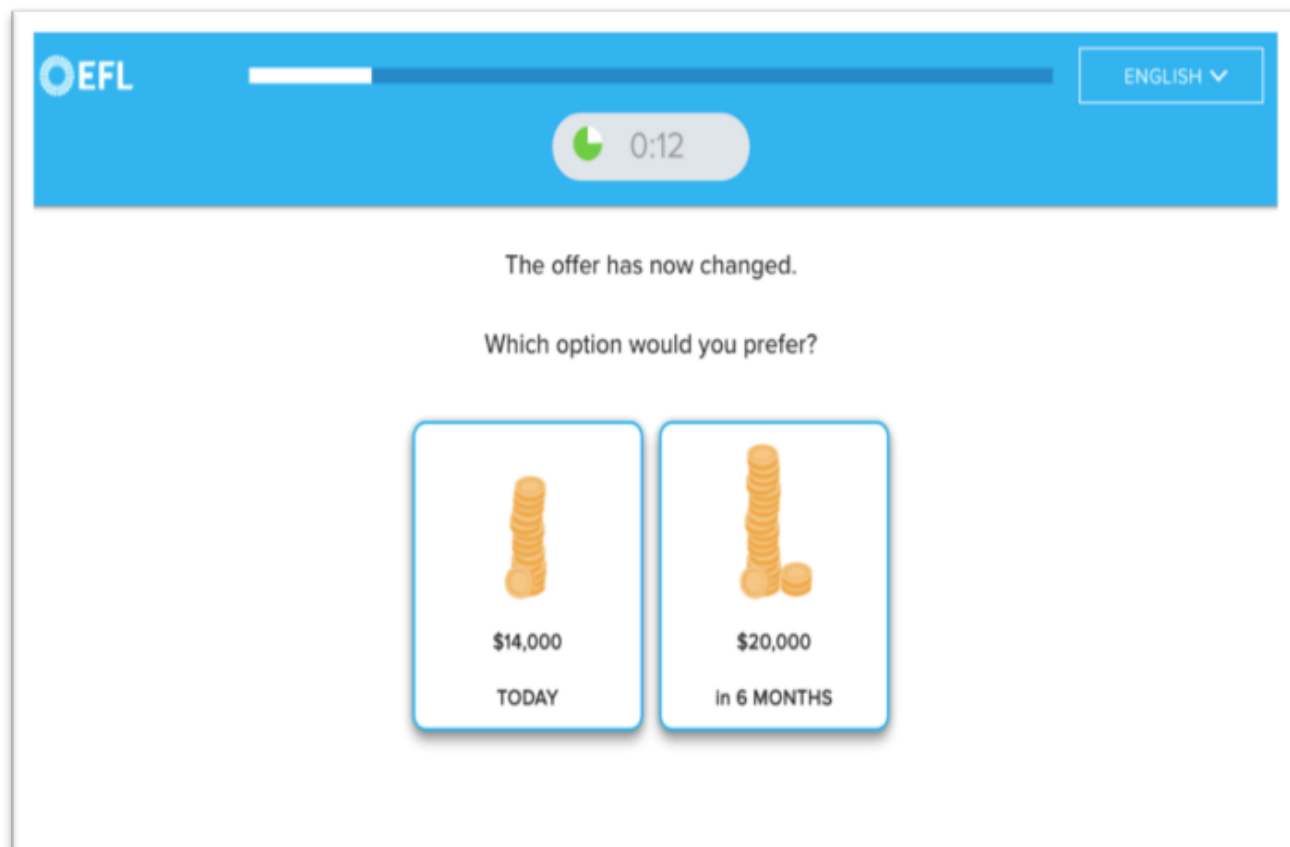 EFL
ENGLISH
0:12
The offer has now changed.
Which option would you prefer?
$14,000
TODAY
$20,000
in 6 MONTHS